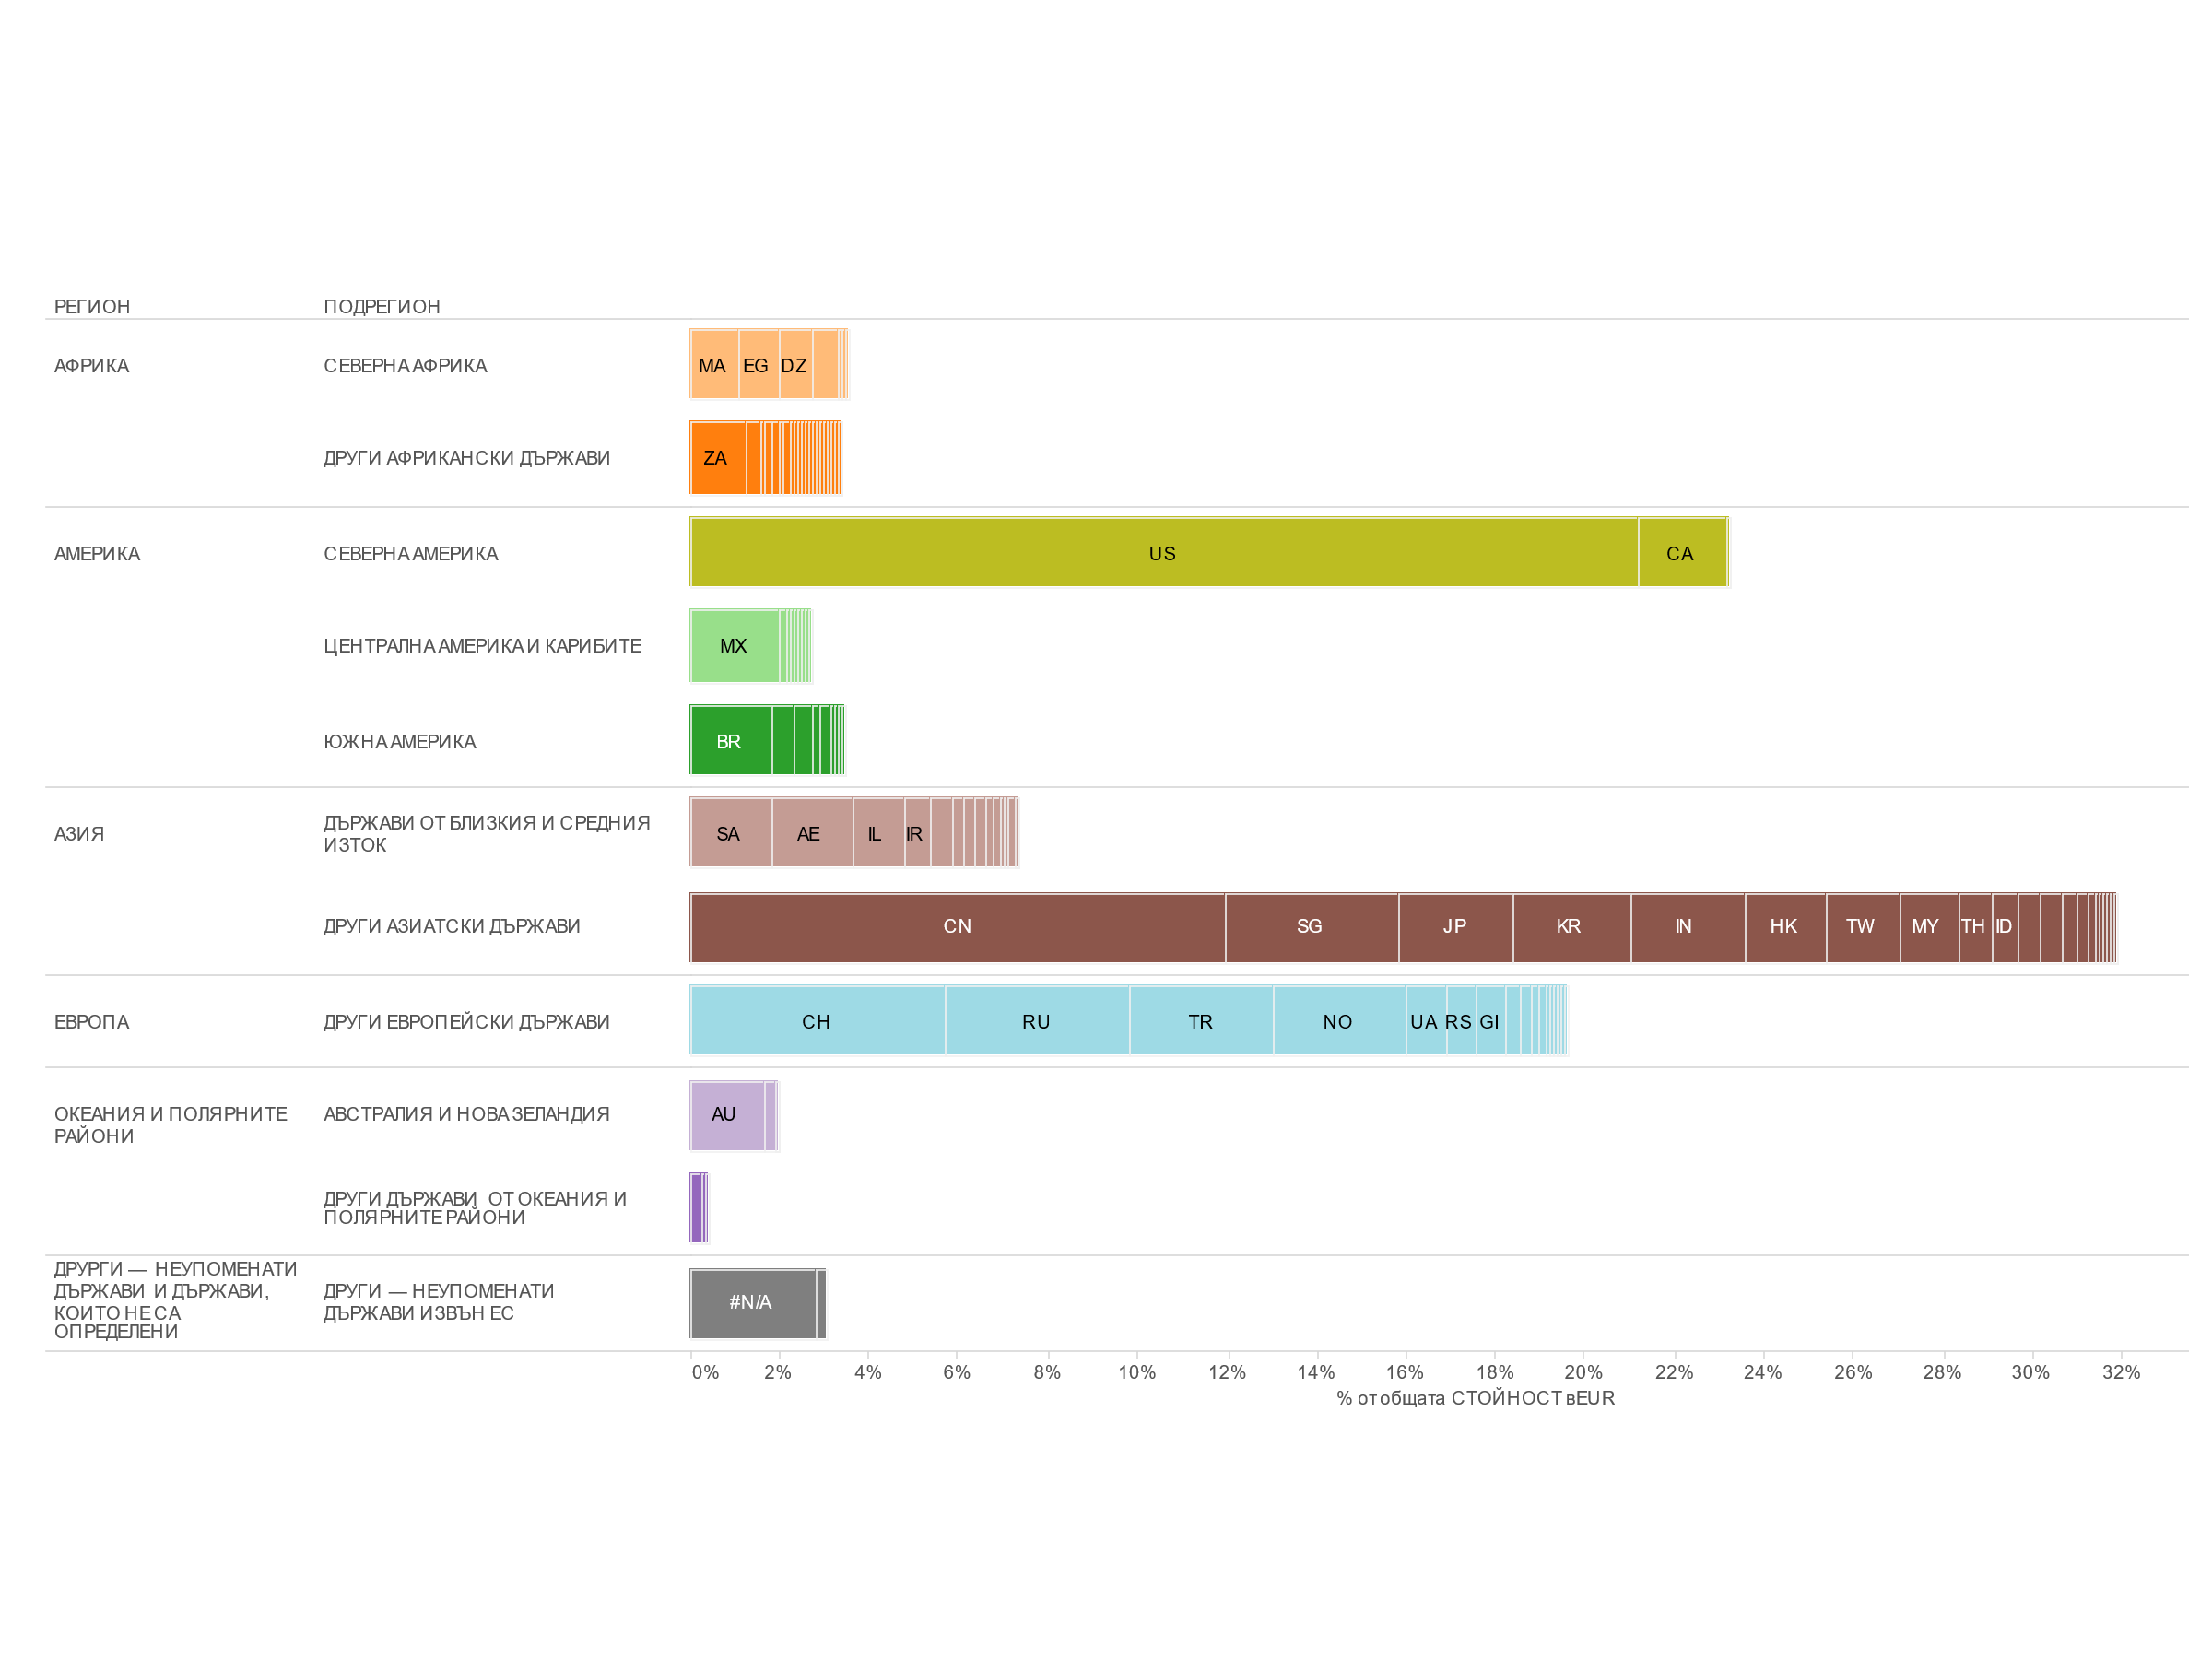 РЕГИОН ПОДРЕГИОН
АФРИКА СЕВЕРНА АФРИКА MA EG DZ
ДРУГИ АФРИКАНСКИ ДЪРЖАВИ ZA
АМЕРИКА СЕВЕРНА АМЕРИКА US CA
ЦЕНТРАЛНА АМЕРИКА И КАРИБИТЕ MX
ЮЖНА АМЕРИКА BR
АЗИЯ ДЪРЖАВИ ОТ БЛИЗКИЯ И СРЕДНИЯ
ИЗТОК SA AE IL IR
ДРУГИ АЗИАТСКИ ДЪРЖАВИ CN SG JP KR IN HK TW MY TH ID
ЕВРОПА ДРУГИ ЕВРОПЕЙСКИ ДЪРЖАВИ CH RU TR NO UA RS GI
ОКЕАНИЯ И ПОЛЯРНИТЕ
РАЙОНИ
АВСТРАЛИЯ И НОВА ЗЕЛАНДИЯ AU
ДРУГИ ДЪРЖАВИ ОТ ОКЕАНИЯ И
ПОЛЯРНИТЕ РАЙОНИ
ДРУРГИ — НЕУПОМЕНАТИ
ДЪРЖАВИ И ДЪРЖАВИ,
КОИТО НЕ СА
ОПРЕДЕЛЕНИ
ДРУГИ — НЕУПОМЕНАТИ
ДЪРЖАВИ ИЗВЪН ЕС
#N/A
0% 2% 4% 6% 8% 10% 12% 14% 16% 18% 20% 22% 24% 26% 28% 30% 32%
% от общата СТОЙНОСТ вEUR